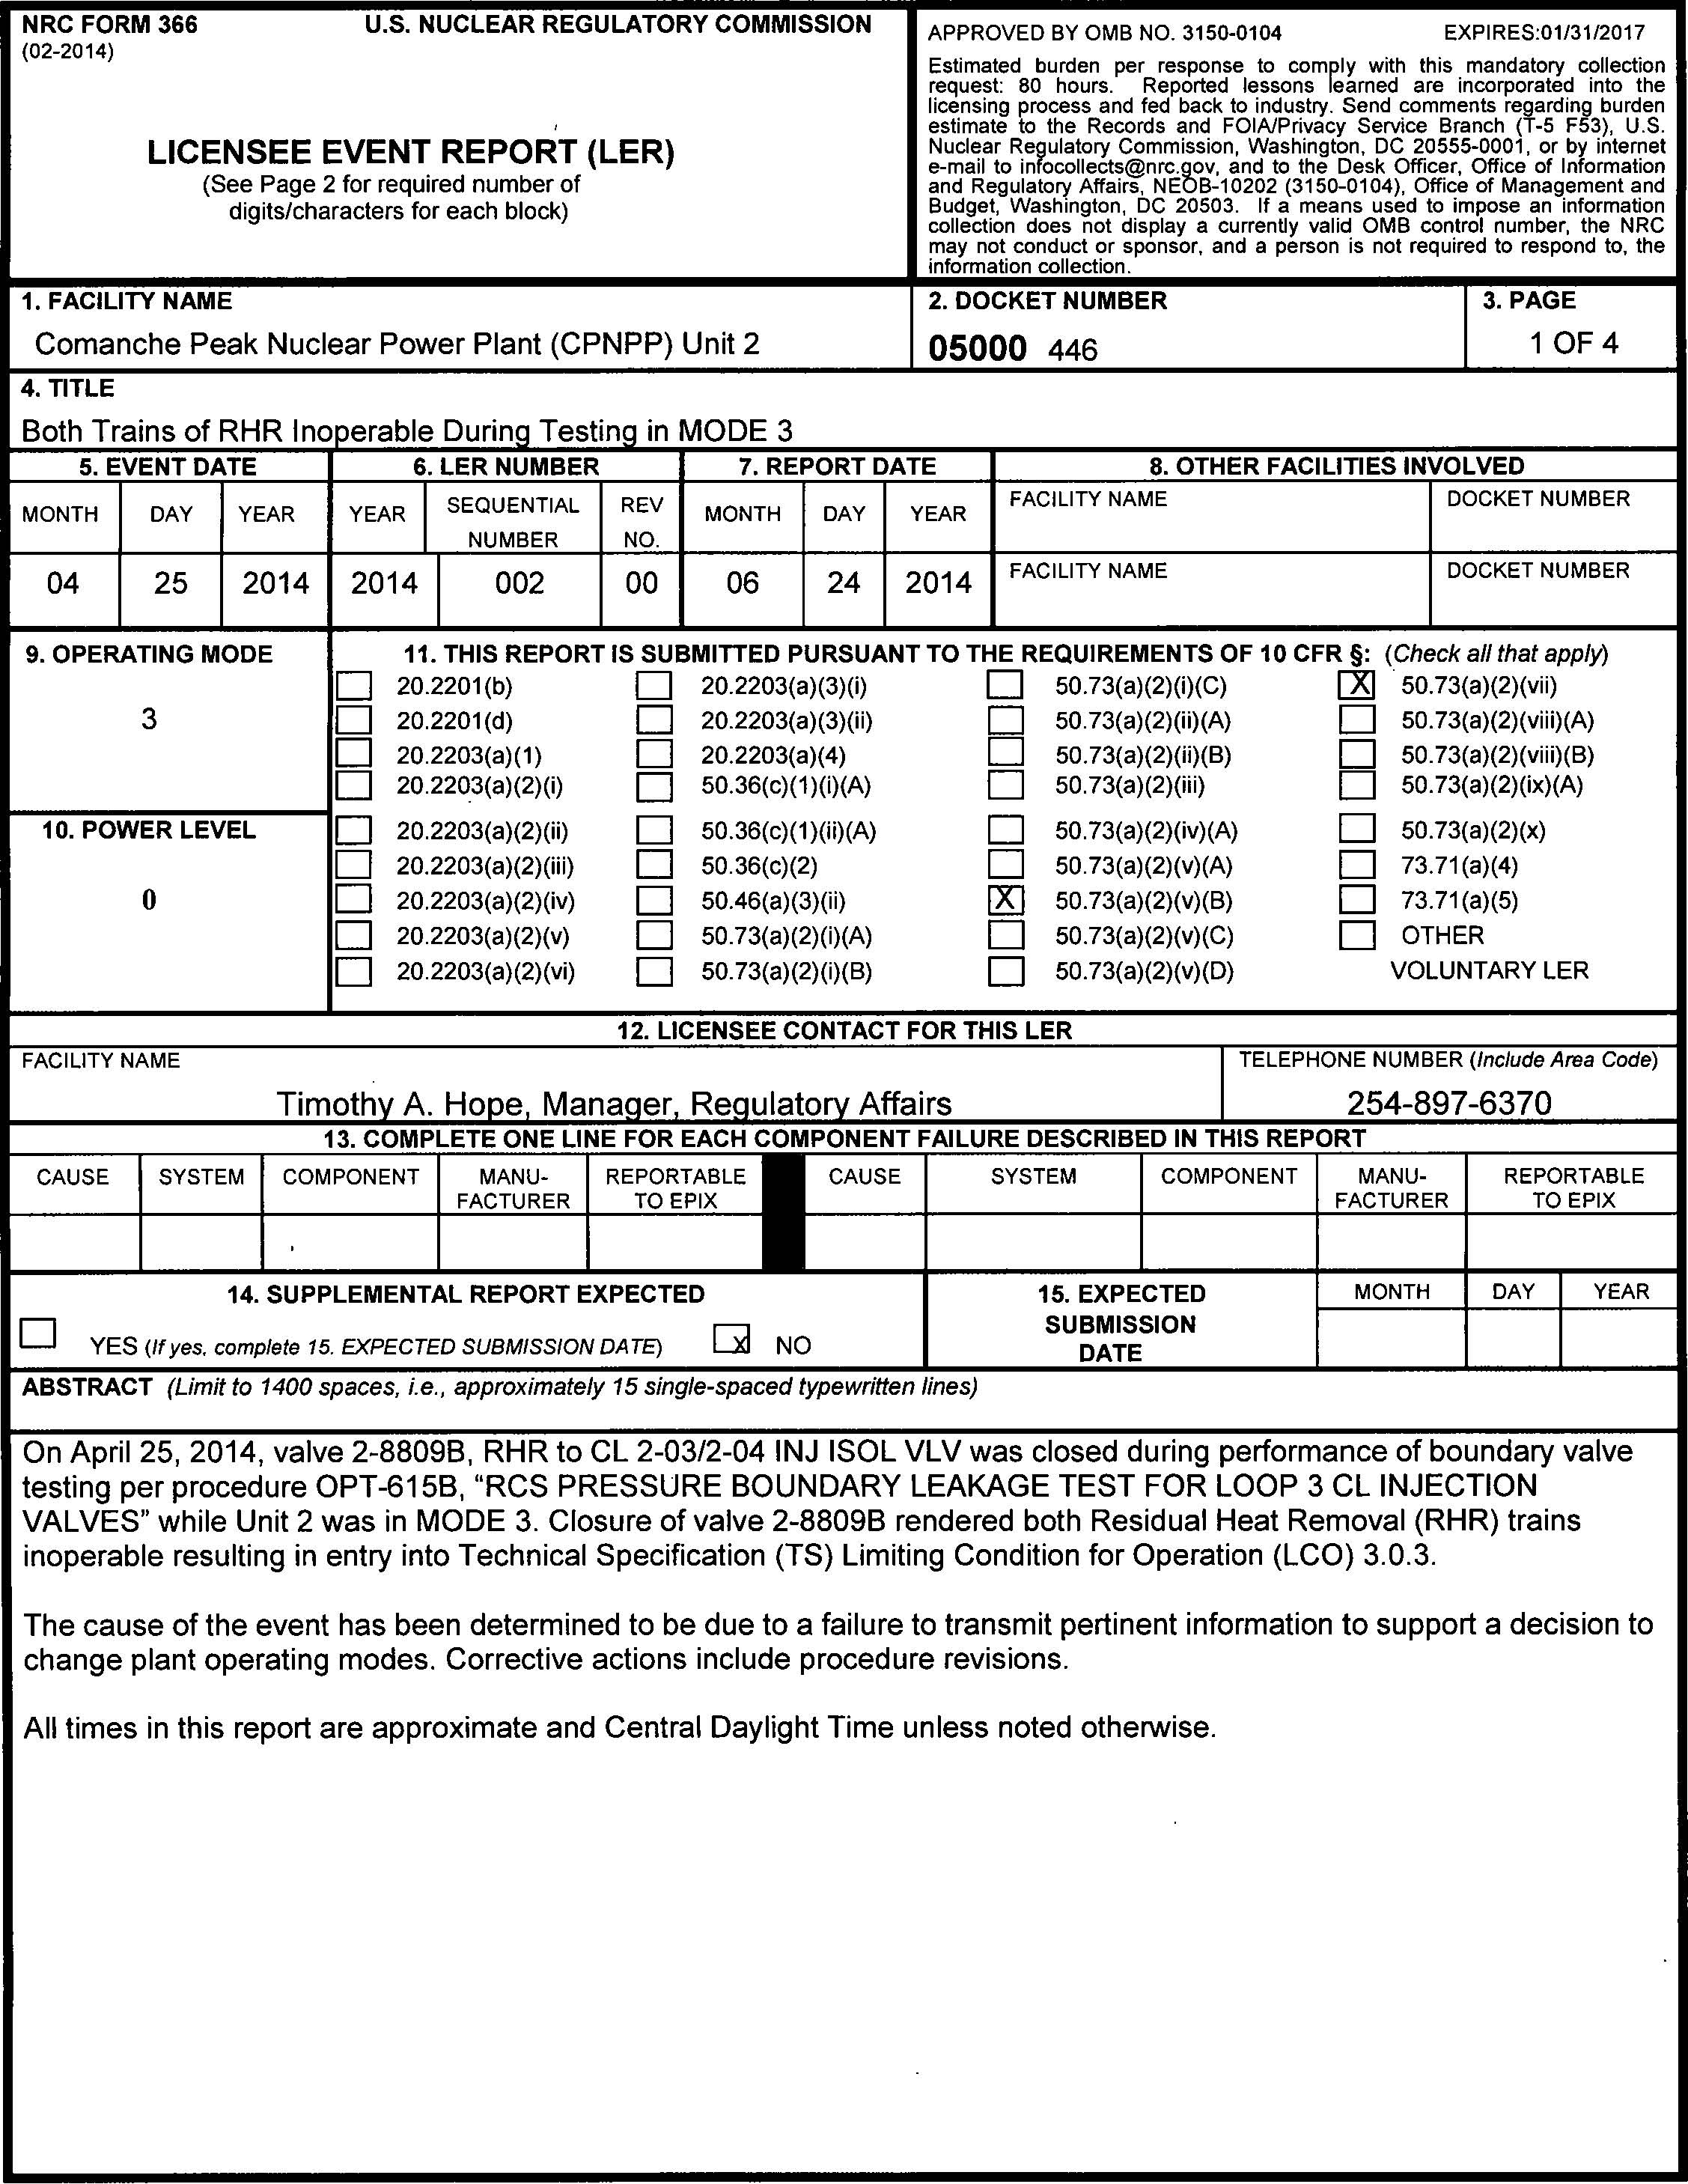 NRC FORM 366
(02-2014)
U.S. NUCLEAR REGULATORY COMMISSION
LICENSEE EVENT REPORT (LER)
(See Page 2 for required number of
digits/characters for each block)
APPROVED BY OMB NO. 3150-0104 EXPIRES:01/31/2017
Estimated burden per response to comply with this mandatory collection
request: 80 hours. Reported lessons learned are incorporated into the
licensing process and fed back to industry. Send comments regarding burden
estimate to the Records and FOIA/Privacy Service Branch (T-5 F53), U.S.
Nuclear Regulatory Commission, Washington, DC 20555-0001, or by internet
e-mail to infocollects@nrc.gov, and to the Desk Officer, Office of Information
and Regulatory Affairs, NEOB-10202 (3150-0104), Office of Management and
Budget, Washington, DC 20503. If a means used to impose an information
collection does not display a currently valid OMB control number, the NRC
may not conduct or sponsor, and a person is not required to respond to, the
information collection.
1. FACILITY NAME
Comanche Peak Nuclear Power Plant (CPNPP) Unit 2
2. DOCKET NUMBER
05000 446
3. PAGE
1 OF 4
4. TITLE
Both Trains of RHR Inoperable During Testing in MODE 3
5. EVENT DATE 6. LER NUMBER 7. REPORT DATE 8. OTHER FACILITIES INVOLVED
MONTH DAY YEAR YEAR SEQUENTIAL NUMBER REV NO. MONTH DAY YEAR FACILITY NAME DOCKET NUMBER
04 25 2014 2014 002 00 06 24 2014 FACILITY NAME DOCKET NUMBER
9. OPERATING MODE
3
10. POWER LEVEL
0
11. THIS REPORT IS SUBMITTED PURSUANT TO THE REQUIREMENTS OF 10 CFR §: (Check all that apply)
20.2201(b) 20.2203(a)(3)(i) 50.73(a)(2)(i)(C) X 50.73(a)(2)(vii)
20.2201(d) 20.2203(a)(3)(ii) 50.73(a)(2)(ii)(A) 50.73(a)(2)(viii)(A)
20.2203(a)(1) 20.2203(a)(4) 50.73(a)(2)(ii)(B) 50.73(a)(2)(viii)(B)
20.2203(a)(2)(i) 50.36(c)(1)(i)(A) 50.73(a)(2)(iii) 50.73(a)(2)(ix)(A)
20.2203(a)(2)(ii) 50.36(c)(1)(ii)(A) 50.73(a)(2)(iv)(A) 50.73(a)(2)(x)
20.2203(a)(2)(iii) 50.36(c)(2) 50.73(a)(2)(v)(A) 73.71(a)(4)
20.2203(a)(2)(iv) 50.46(a)(3)(ii) X 50.73(a)(2)(v)(B) 73.71(a)(5)
20.2203(a)(2)(v) 50.73(a)(2)(i)(A) 50.73(a)(2)(v)(C) OTHER
20.2203(a)(2)(vi) 50.73(a)(2)(i)(B) 50.73(a)(2)(v)(D) VOLUNTARY LER
12. LICENSEE CONTACT FOR THIS LER
FACILITY NAME TELEPHONE NUMBER (Include Area Code)
Timothy A. Hope, Manager, Regulatory Affairs 254-897-6370
13. COMPLETE ONE LINE FOR EACH COMPONENT FAILURE DESCRIBED IN THIS REPORT
CAUSE SYSTEM COMPONENT MANU- REPORTABLE CAUSE SYSTEM COMPONENT MANU- REPORTABLE
FACTURER TO EPIX FACTURER TO EPIX
14. SUPPLEMENTAL REPORT EXPECTED
YES (If yes, complete 15. EXPECTED SUBMISSION DATE) X NO
15. EXPECTED
SUBMISSION
DATE
MONTH DAY YEAR
ABSTRACT (Limit to 1400 spaces, i.e., approximately 15 single-spaced typewritten lines)
On April 25, 2014, valve 2-8809B, RHR to CL 2-03/2-04 INJ ISOL VLV was closed during performance of boundary valve
testing per procedure OPT-615B, “RCS PRESSURE BOUNDARY LEAKAGE TEST FOR LOOP 3 CL INJECTION
VALVES” while Unit 2 was in MODE 3. Closure of valve 2-8809B rendered both Residual Heat Removal (RHR) trains
inoperable resulting in entry into Technical Specification (TS) Limiting Condition for Operation (LCO) 3.0.3.
The cause of the event has been determined to be due to a failure to transmit pertinent information to support a decision to
change plant operating modes. Corrective actions include procedure revisions.
All times in this report are approximate and Central Daylight Time unless noted otherwise.